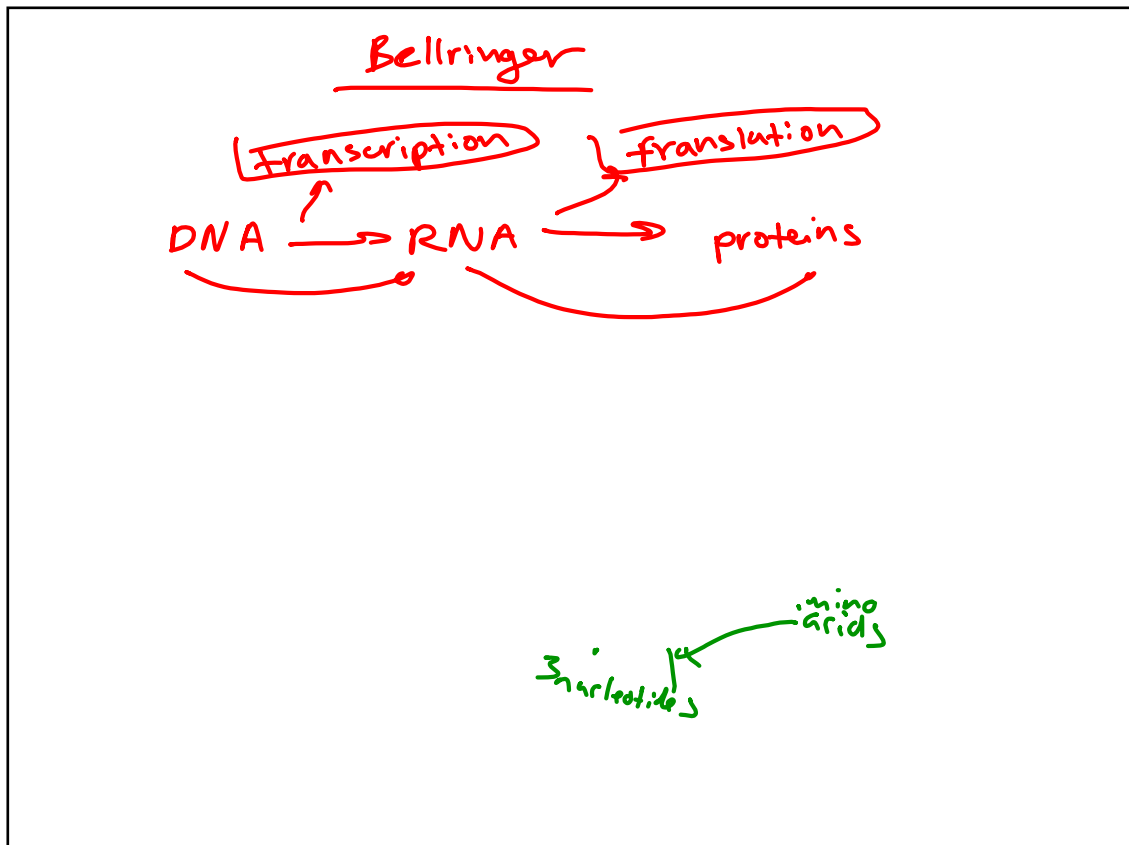 Bellringer
transcription translation
DNA → RNA → proteins
amino
acids
3 nucleotides